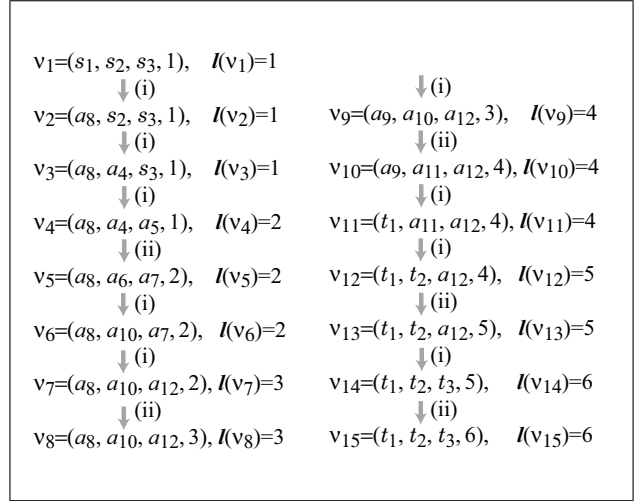 ν₁=(s₁, s₂, s₃, 1), l(ν₁)=1
(i)
ν₂=(a₈, s₂, s₃, 1), l(ν₂)=1
(i)
ν₃=(a₈, a₄, s₃, 1), l(ν₃)=1
(i)
ν₄=(a₈, a₄, a₅, 1), l(ν₄)=2
(ii)
ν₅=(a₈, a₆, a₇, 2), l(ν₅)=2
(i)
ν₆=(a₈, a₁₀, a₇, 2), l(ν₆)=2
(i)
ν₇=(a₈, a₁₀, a₁₂, 2), l(ν₇)=3
(ii)
ν₈=(a₈, a₁₀, a₁₂, 3), l(ν₈)=3
(i)
ν₉=(a₉, a₁₀, a₁₂, 3), l(ν₉)=4
(ii)
ν₁₀=(a₉, a₁₁, a₁₂, 4), l(ν₁₀)=4
(i)
ν₁₁=(t₁, a₁₁, a₁₂, 4), l(ν₁₁)=4
(i)
ν₁₂=(t₁, t₂, a₁₂, 4), l(ν₁₂)=5
(ii)
ν₁₃=(t₁, t₂, a₁₂, 5), l(ν₁₃)=5
(i)
ν₁₄=(t₁, t₂, t₃, 5), l(ν₁₄)=6
(ii)
ν₁₅=(t₁, t₂, t₃, 6), l(ν₁₅)=6